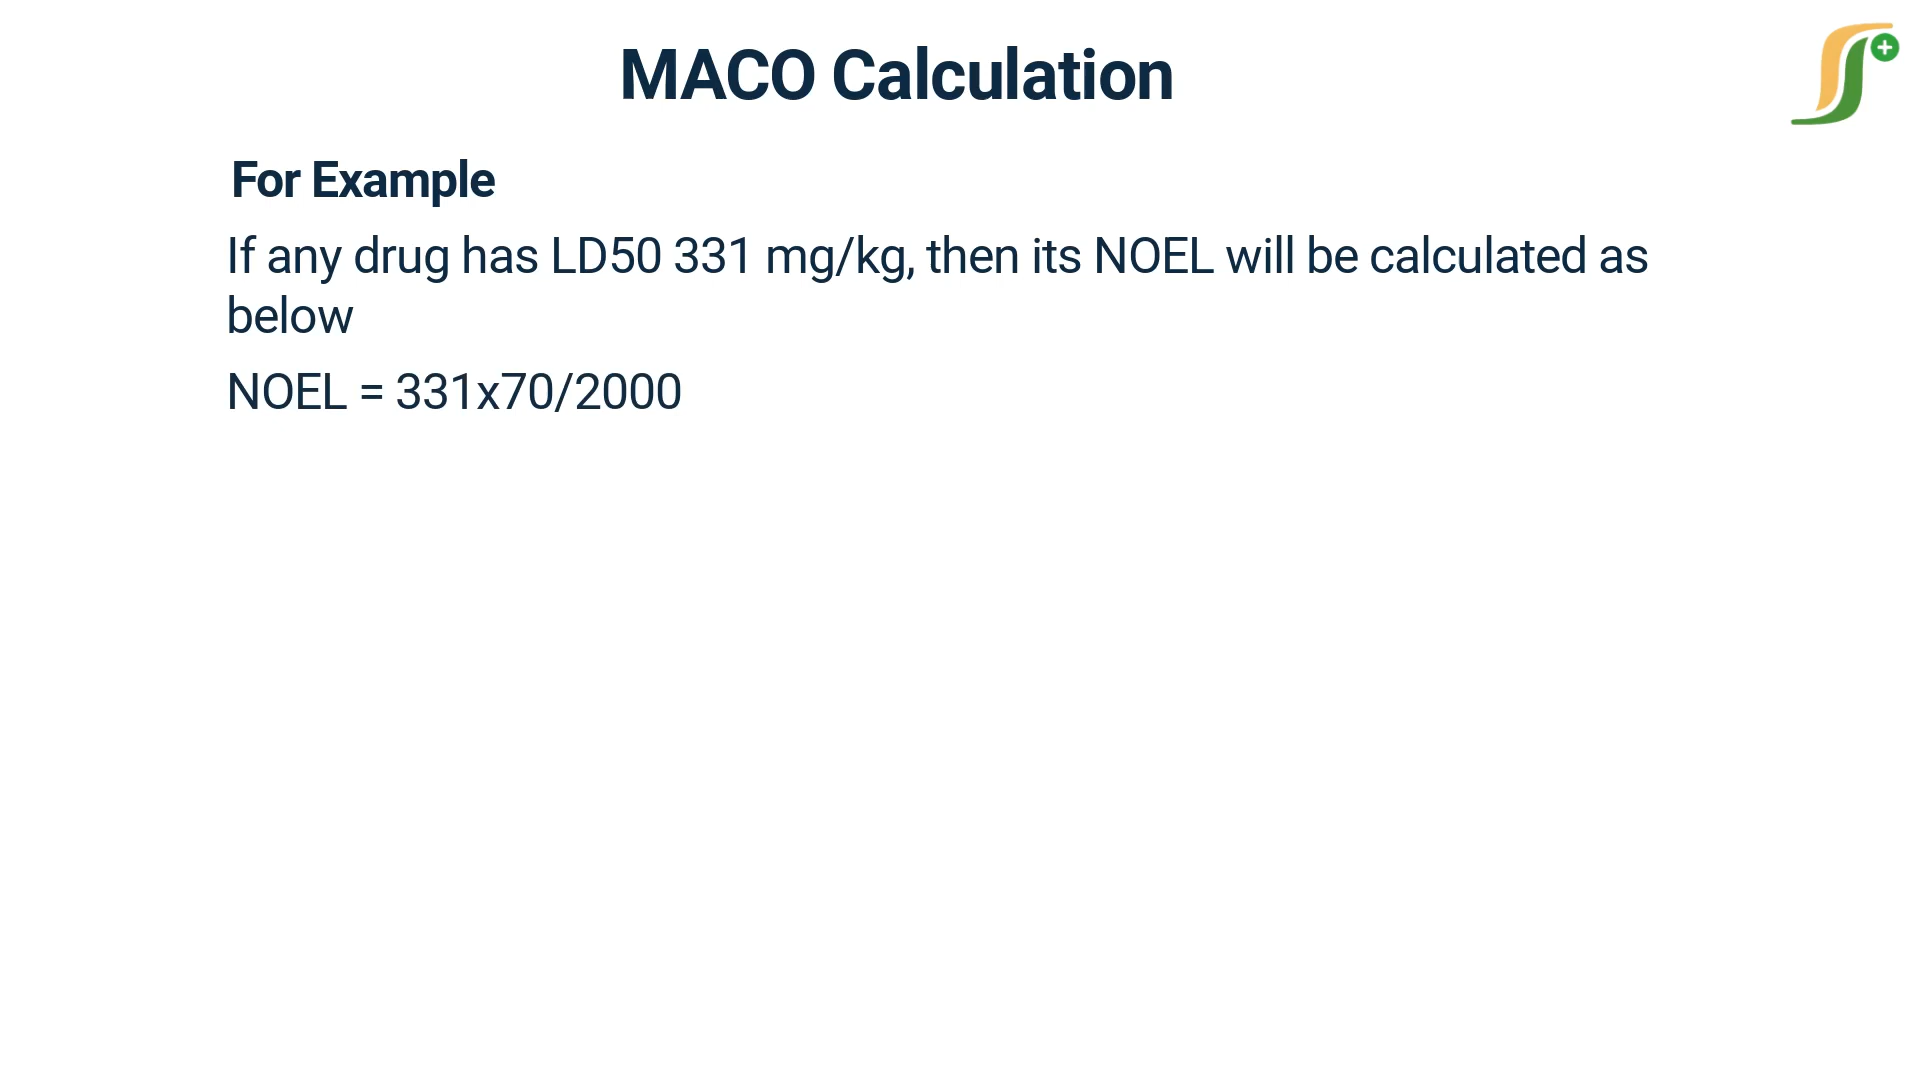 MACO Calculation
For Example
If any drug has LD50 331 mg/kg, then its NOEL will be calculated as
below
NOEL = 331x70/2000